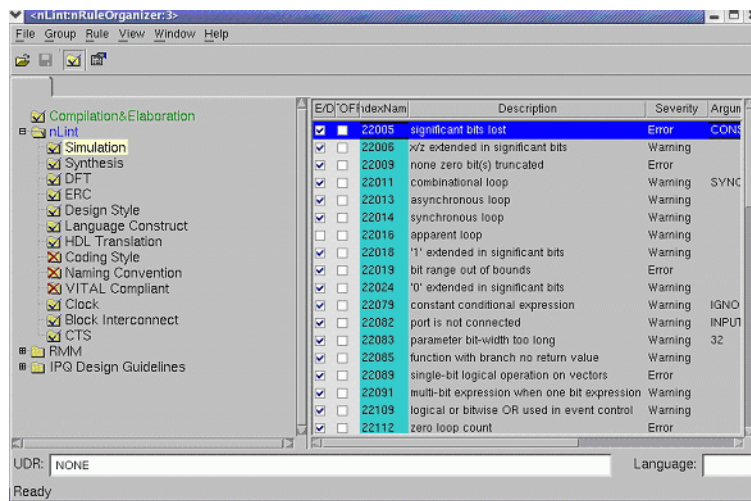 <nLint:nRuleOrganizer:3>
File Group Rule View Window Help
Compilation&Elaboration
nLint
Simulation
Synthesis
DFT
ERC
Design Style
Language Construct
HDL Translation
Coding Style
Naming Convention
VITAL Compliant
Clock
Block Interconnect
CTS
RMM
IPQ Design Guidelines
E/D OFF ndexNam Description Severity Argun
22005 significant bits lost Error CONS
22006 x/z extended in significant bits Warning
22009 none zero bit(s) truncated Error
22011 combinational loop Warning SYNC
22013 asynchronous loop Warning
22014 synchronous loop Warning
22016 apparent loop Warning
22018 '1' extended in significant bits Warning
22019 bit range out of bounds Error
22024 '0' extended in significant bits Warning
22079 constant conditional expression Warning IGNO
22082 port is not connected Warning INPUT
22083 parameter bit-width too long Warning 32
22085 function with branch no return value Warning
22089 single-bit logical operation on vectors Error
22091 multi-bit expression when one bit expression Warning
22109 logical or bitwise OR used in event control Warning
22112 zero loop count Error
UDR: NONE Language:
Ready